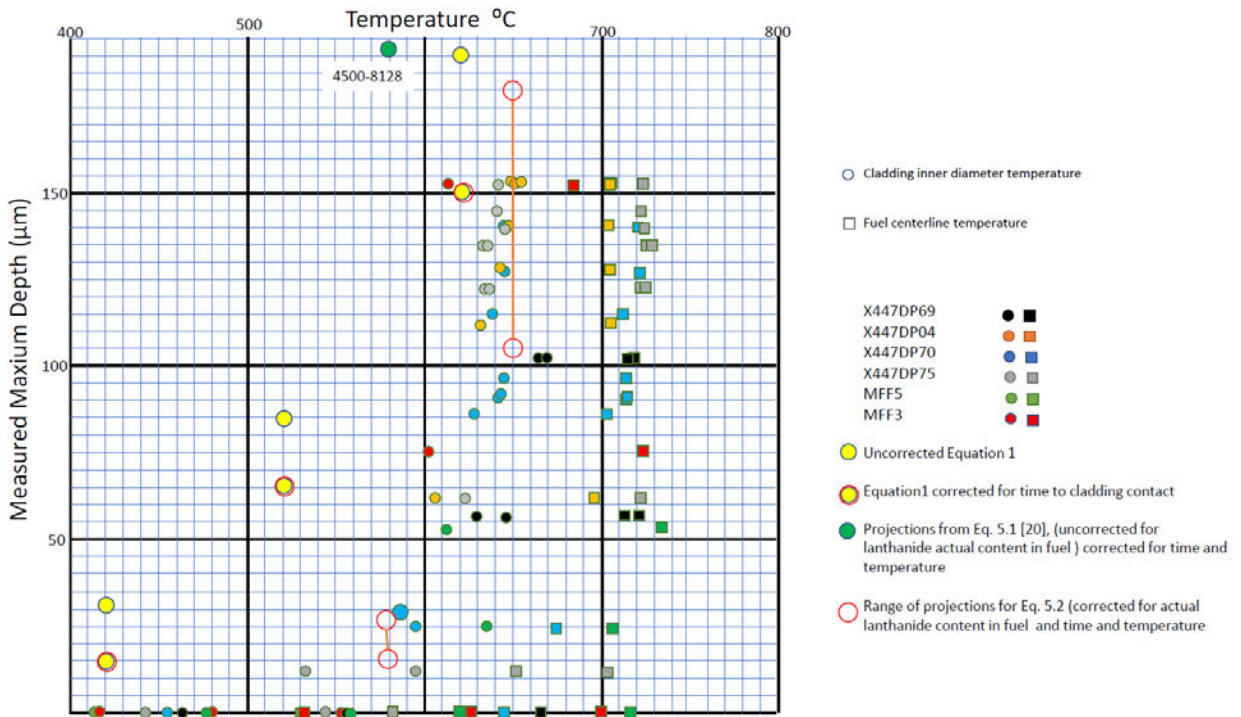 Temperature ⁰C
400
500
700
800
4500-8128
Measured Maxium Depth (μm)
150
100
50
Cladding inner diameter temperature
Fuel centerline temperature
X447DP69
X447DP04
X447DP70
X447DP75
MFF5
MFF3
Uncorrected Equation 1
Equation1 corrected for time to cladding contact
Projections from Eq. 5.1 [20], (uncorrected for
lanthanide actual content in fuel ) corrected for time and
temperature
Range of projections for Eq. 5.2 (corrected for actual
lanthanide content in fuel and time and temperature